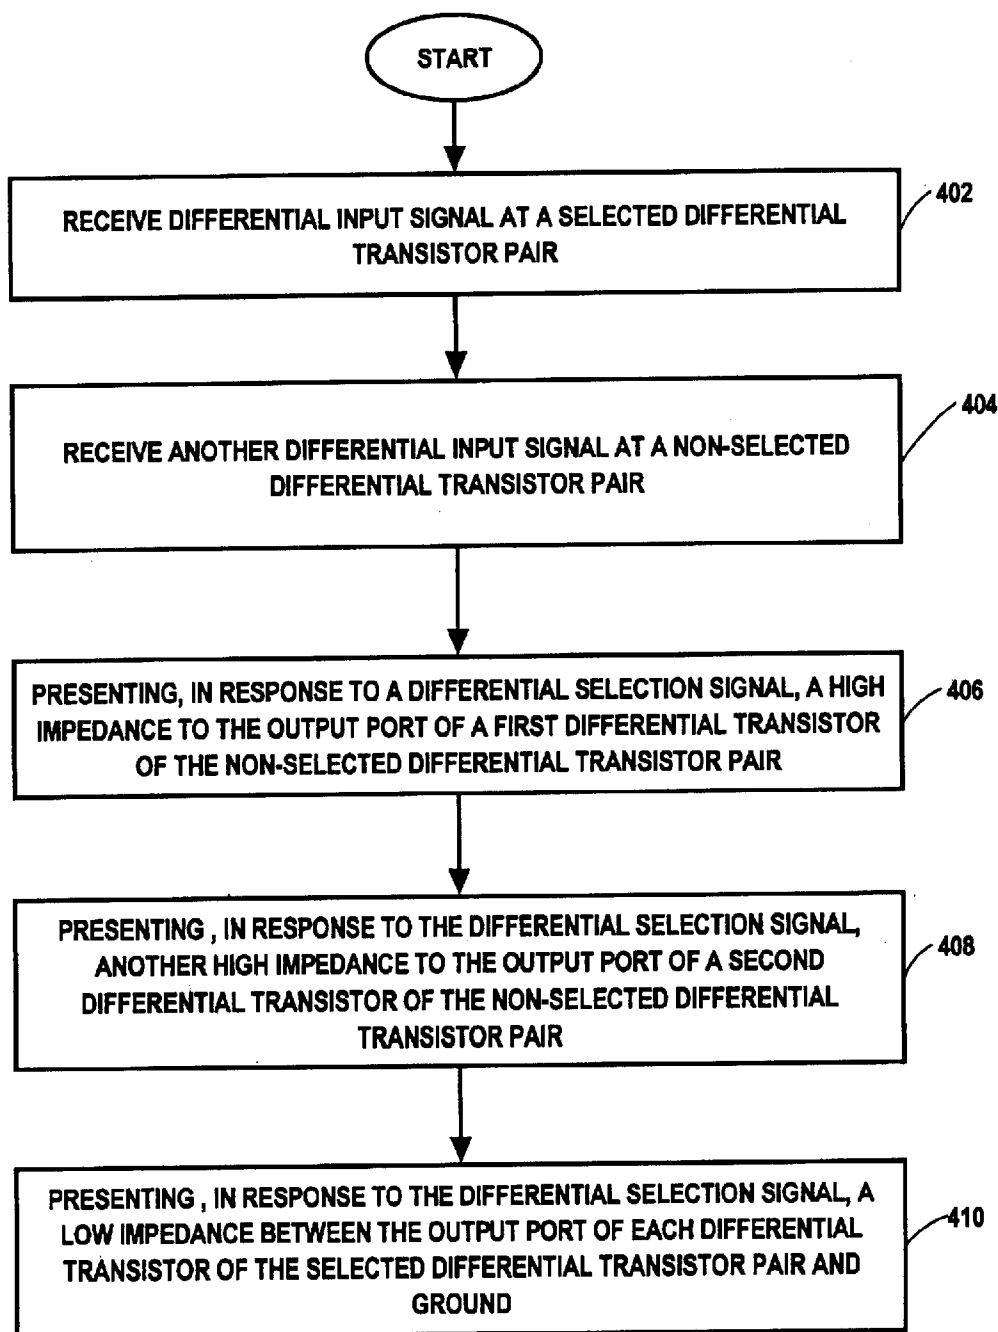 START
RECEIVE DIFFERENTIAL INPUT SIGNAL AT A SELECTED DIFFERENTIAL
TRANSISTOR PAIR
402
RECEIVE ANOTHER DIFFERENTIAL INPUT SIGNAL AT A NON-SELECTED
DIFFERENTIAL TRANSISTOR PAIR
404
PRESENTING, IN RESPONSE TO A DIFFERENTIAL SELECTION SIGNAL, A HIGH
IMPEDANCE TO THE OUTPUT PORT OF A FIRST DIFFERENTIAL TRANSISTOR
OF THE NON-SELECTED DIFFERENTIAL TRANSISTOR PAIR
406
PRESENTING , IN RESPONSE TO THE DIFFERENTIAL SELECTION SIGNAL,
ANOTHER HIGH IMPEDANCE TO THE OUTPUT PORT OF A SECOND
DIFFERENTIAL TRANSISTOR OF THE NON-SELECTED DIFFERENTIAL
TRANSISTOR PAIR
408
PRESENTING , IN RESPONSE TO THE DIFFERENTIAL SELECTION SIGNAL, A
LOW IMPEDANCE BETWEEN THE OUTPUT PORT OF EACH DIFFERENTIAL
TRANSISTOR OF THE SELECTED DIFFERENTIAL TRANSISTOR PAIR AND
GROUND
410